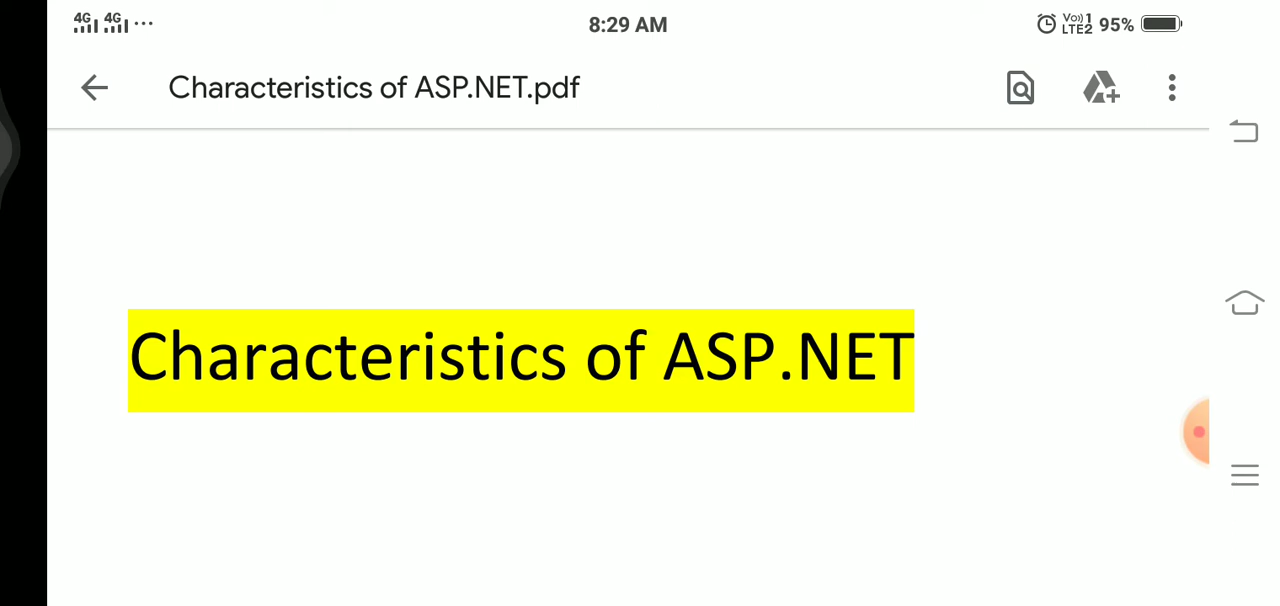 4G 4G ... 8:29 AM Vo)) 1 LTE2 95%
Characteristics of ASP.NET.pdf
Characteristics of ASP.NET